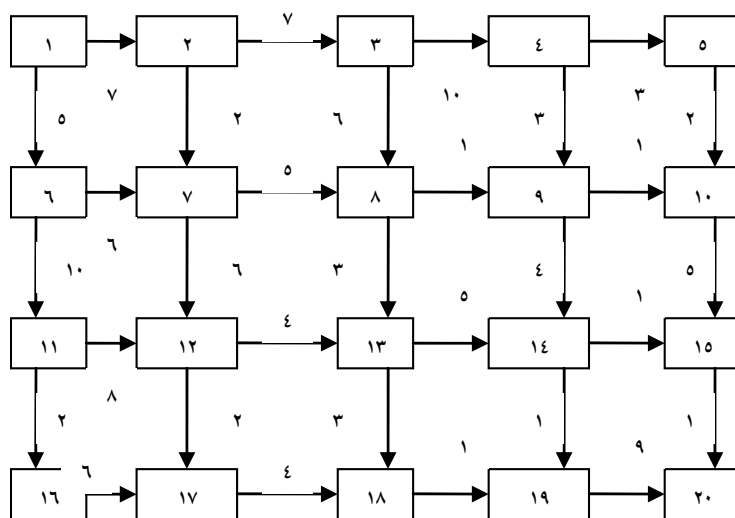 ٧
١ ٢ ٣ ٤ ٥
٧ ١٠ ٣
٥ ٢ ٦ ٣ ٢
١ ١
٥
٦ ٧ ٨ ٩ ١٠
٦
١٠ ٦ ٣ ٤ ٥
٥ ١
٤
١١ ١٢ ١٣ ١٤ ١٥
٨
٢ ٢ ٣ ١ ١
١ ٩
٦ ٤
١٦ ١٧ ١٨ ١٩ ٢٠